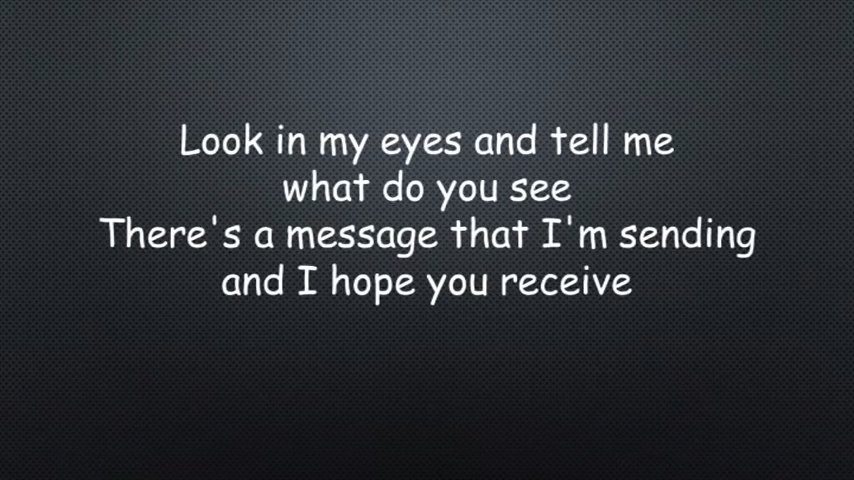 Look in my eyes and tell me
what do you see
There's a message that I'm sending
and I hope you receive